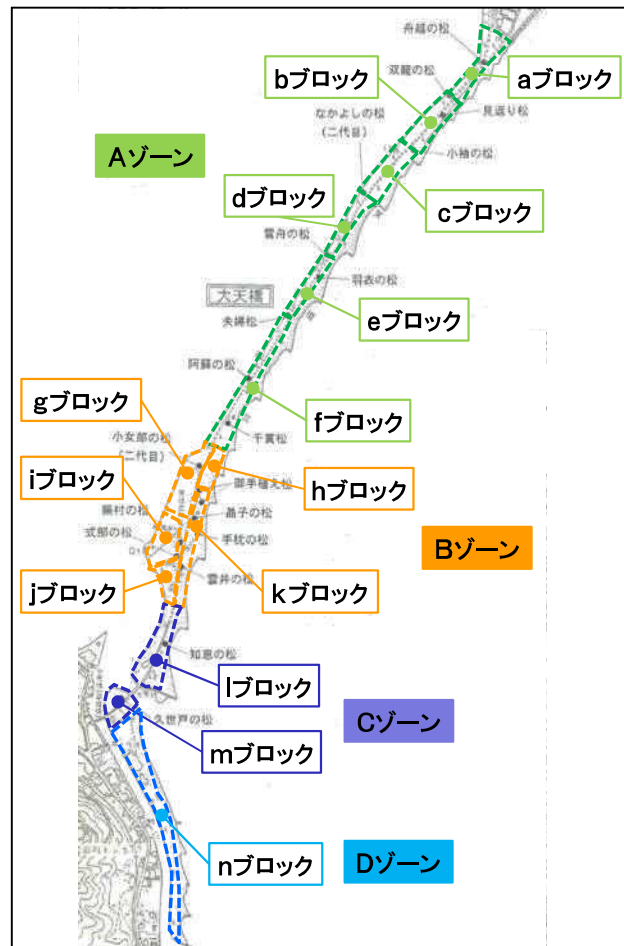 舟越の松
双龍の松
bブロック
aブロック
なかよしの松
(二代目)
見返り松
小袖の松
Aゾーン
cブロック
dブロック
雪舟の松
羽衣の松
大天橋
夫婦松
eブロック
阿蘇の松
gブロック
fブロック
千貫松
小女郎の松
(二代目)
hブロック
御手植え松
iブロック
晶子の松
式部の松
手枕の松
Bゾーン
雲井の松
jブロック
kブロック
知恵の松
lブロック
久世戸の松
Cゾーン
mブロック
nブロック
Dゾーン